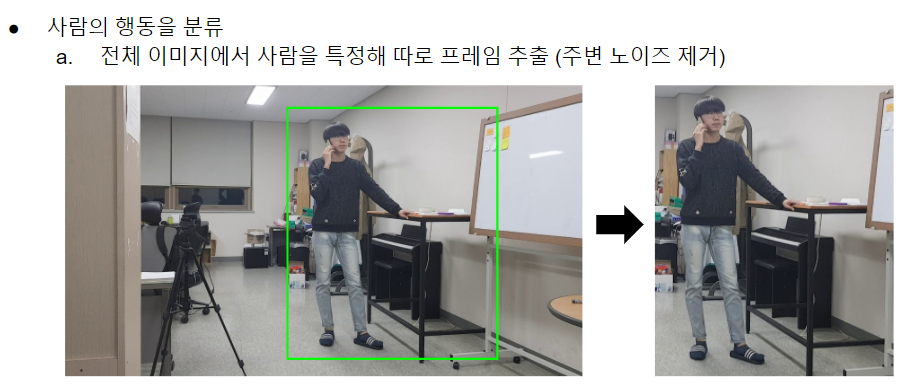 ● 사람의 행동을 분류
a. 전체 이미지에서 사람을 특정해 따로 프레임 추출 (주변 노이즈 제거)